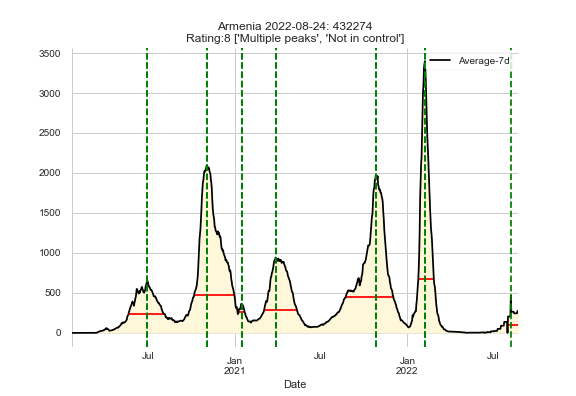 Armenia 2022-08-24: 432274
Rating:8 ['Multiple peaks', 'Not in control']
Average-7d
3500
3000
2500
2000
1500
1000
500
0
Jul
Jan
2021
Jul
Jan
2022
Jul
Date